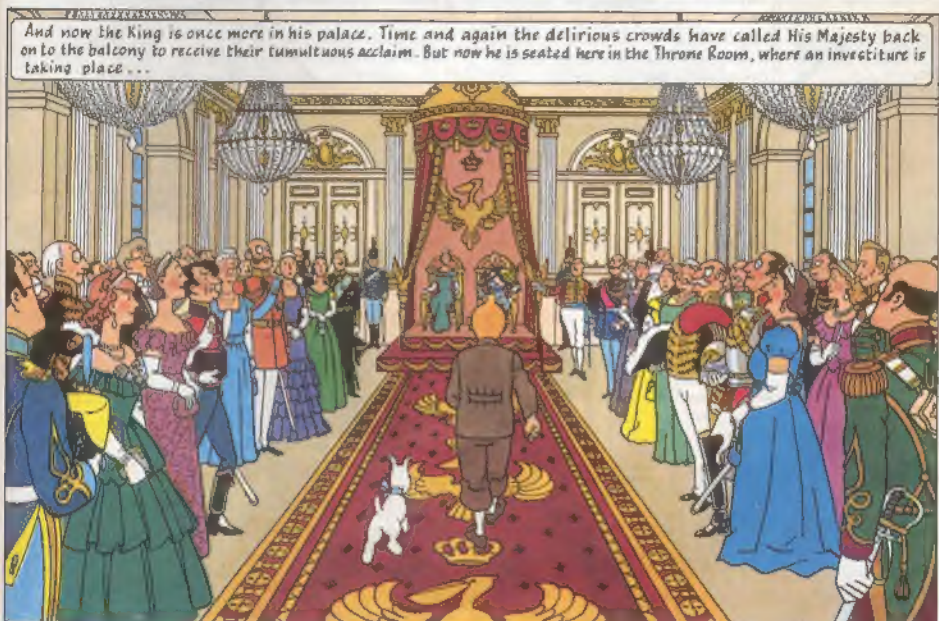 And now the King is once more in his palace. Time and again the delirious crowds have called His Majesty back
on to the balcony to receive their tumultuous acclaim. But now he is seated here in the Throne Room, where an investiture is
taking place...